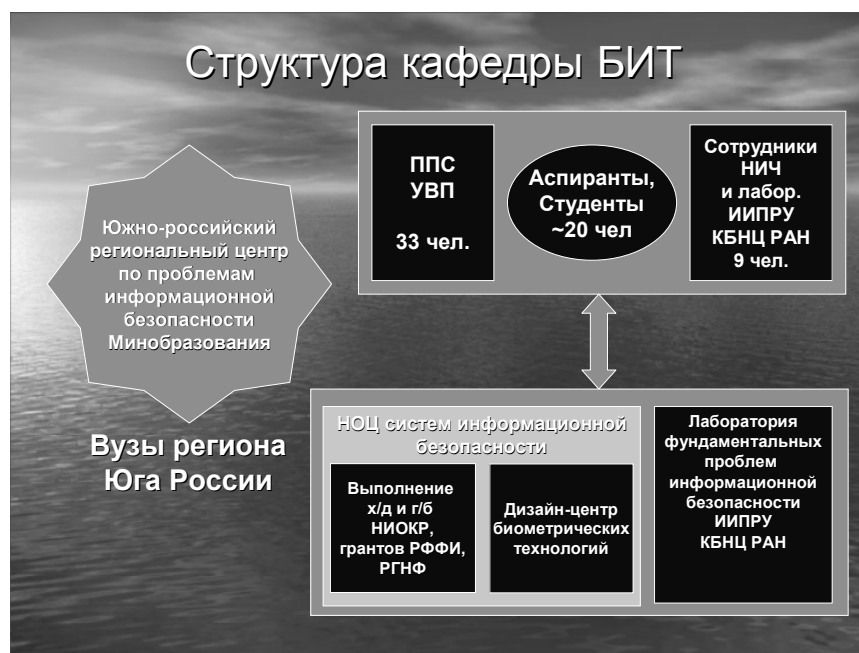 Структура кафедры БИТ
Южно-российский
региональный центр
по проблемам
информационной
безопасности
Минобразования
Вузы региона
Юга России
ППС
УВП
33 чел.
Аспиранты,
Студенты
~20 чел
Сотрудники
НИЧ
и лабор.
ИИПРУ
КБНЦ РАН
9 чел.
НОЦ систем информационной
безопасности
Выполнение
х/д и г/б
НИОКР,
грантов РФФИ,
РГНФ
Дизайн-центр
биометрических
технологий
Лаборатория
фундаментальных
проблем
информационной
безопасности
ИИПРУ
КБНЦ РАН